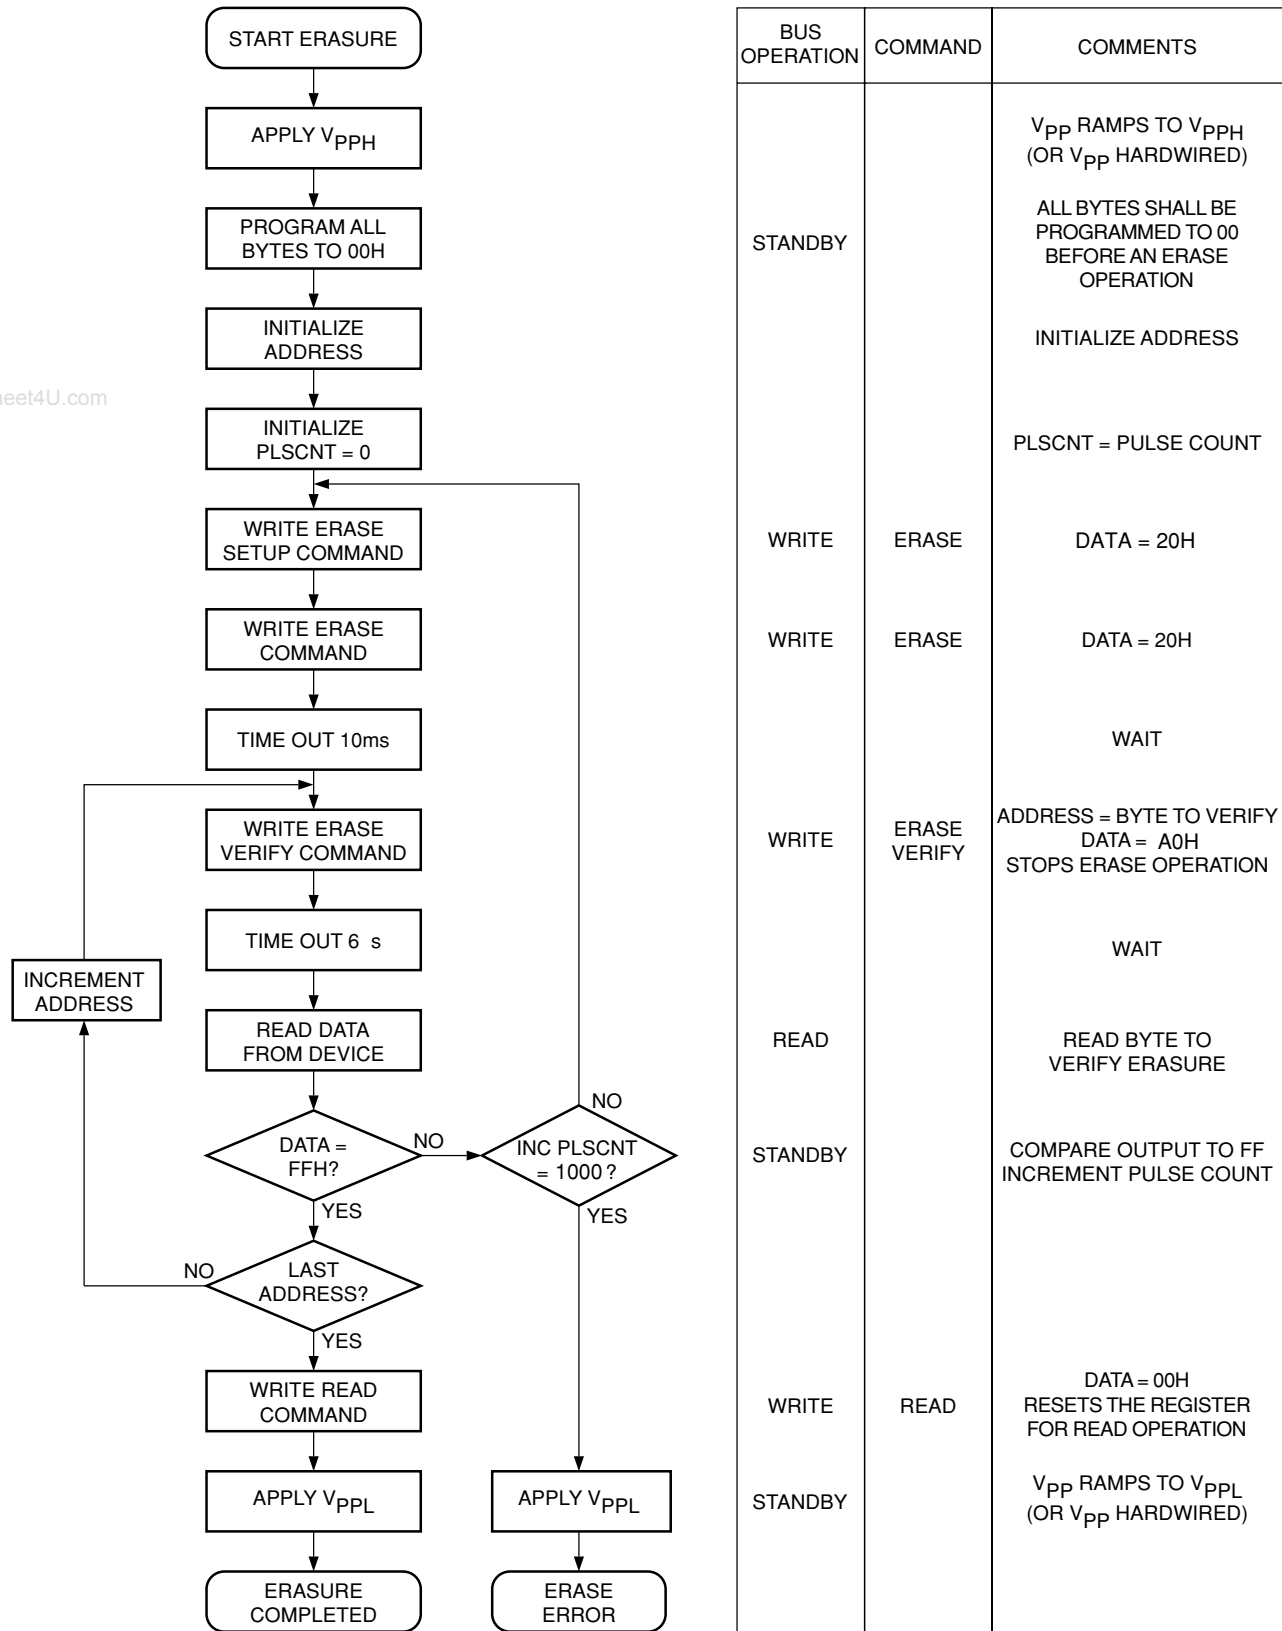 START ERASURE
APPLY VPPH
PROGRAM ALL
BYTES TO 00H
INITIALIZE
ADDRESS
INITIALIZE
PLSCNT = 0
WRITE ERASE
SETUP COMMAND
WRITE ERASE
COMMAND
TIME OUT 10ms
WRITE ERASE
VERIFY COMMAND
TIME OUT 6 s
INCREMENT
ADDRESS
READ DATA
FROM DEVICE
DATA =
FFH?
NO
INC PLSCNT
= 1000 ?
NO
YES
YES
LAST
ADDRESS?
NO
YES
WRITE READ
COMMAND
APPLY VPPL
APPLY VPPL
ERASURE
COMPLETED
ERASE
ERROR
BUS
OPERATION
COMMAND
COMMENTS
VPP RAMPS TO VPPH
(OR VPP HARDWIRED)
STANDBY
ALL BYTES SHALL BE
PROGRAMMED TO 00
BEFORE AN ERASE
OPERATION
INITIALIZE ADDRESS
PLSCNT = PULSE COUNT
WRITE ERASE DATA = 20H
WRITE ERASE DATA = 20H
WAIT
WRITE
ERASE
VERIFY
ADDRESS = BYTE TO VERIFY
DATA = A0H
STOPS ERASE OPERATION
WAIT
READ
READ BYTE TO
VERIFY ERASURE
STANDBY
COMPARE OUTPUT TO FF
INCREMENT PULSE COUNT
WRITE
READ
DATA = 00H
RESETS THE REGISTER
FOR READ OPERATION
STANDBY
VPP RAMPS TO VPPL
(OR VPP HARDWIRED)
neet4U.com